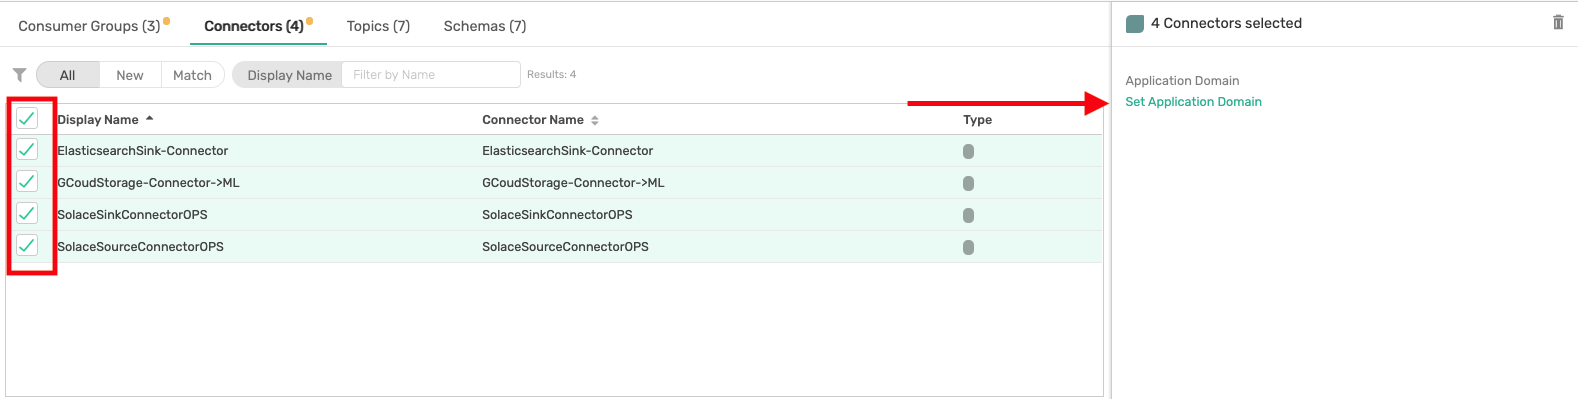 Consumer Groups (3) Connectors (4) Topics (7) Schemas (7)
4 Connectors selected
All New Match Display Name Filter by Name Results: 4
Application Domain
Set Application Domain
Display Name Connector Name Type
ElasticsearchSink-Connector ElasticsearchSink-Connector
GCoudStorage-Connector->ML GCoudStorage-Connector->ML
SolaceSinkConnectorOPS SolaceSinkConnectorOPS
SolaceSourceConnectorOPS SolaceSourceConnectorOPS